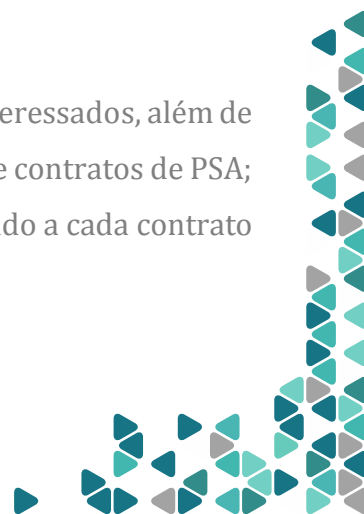 eressados, além de
e contratos de PSA;
do a cada contrato